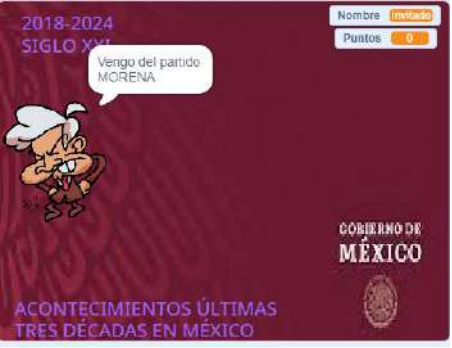 2018-2024
SIGLO XXI
Nombre Invitado
Puntos 0
Vengo del partido
MORENA
GOBIERNO DE
MÉXICO
ACONTECIMIENTOS ÚLTIMAS
TRES DÉCADAS EN MÉXICO